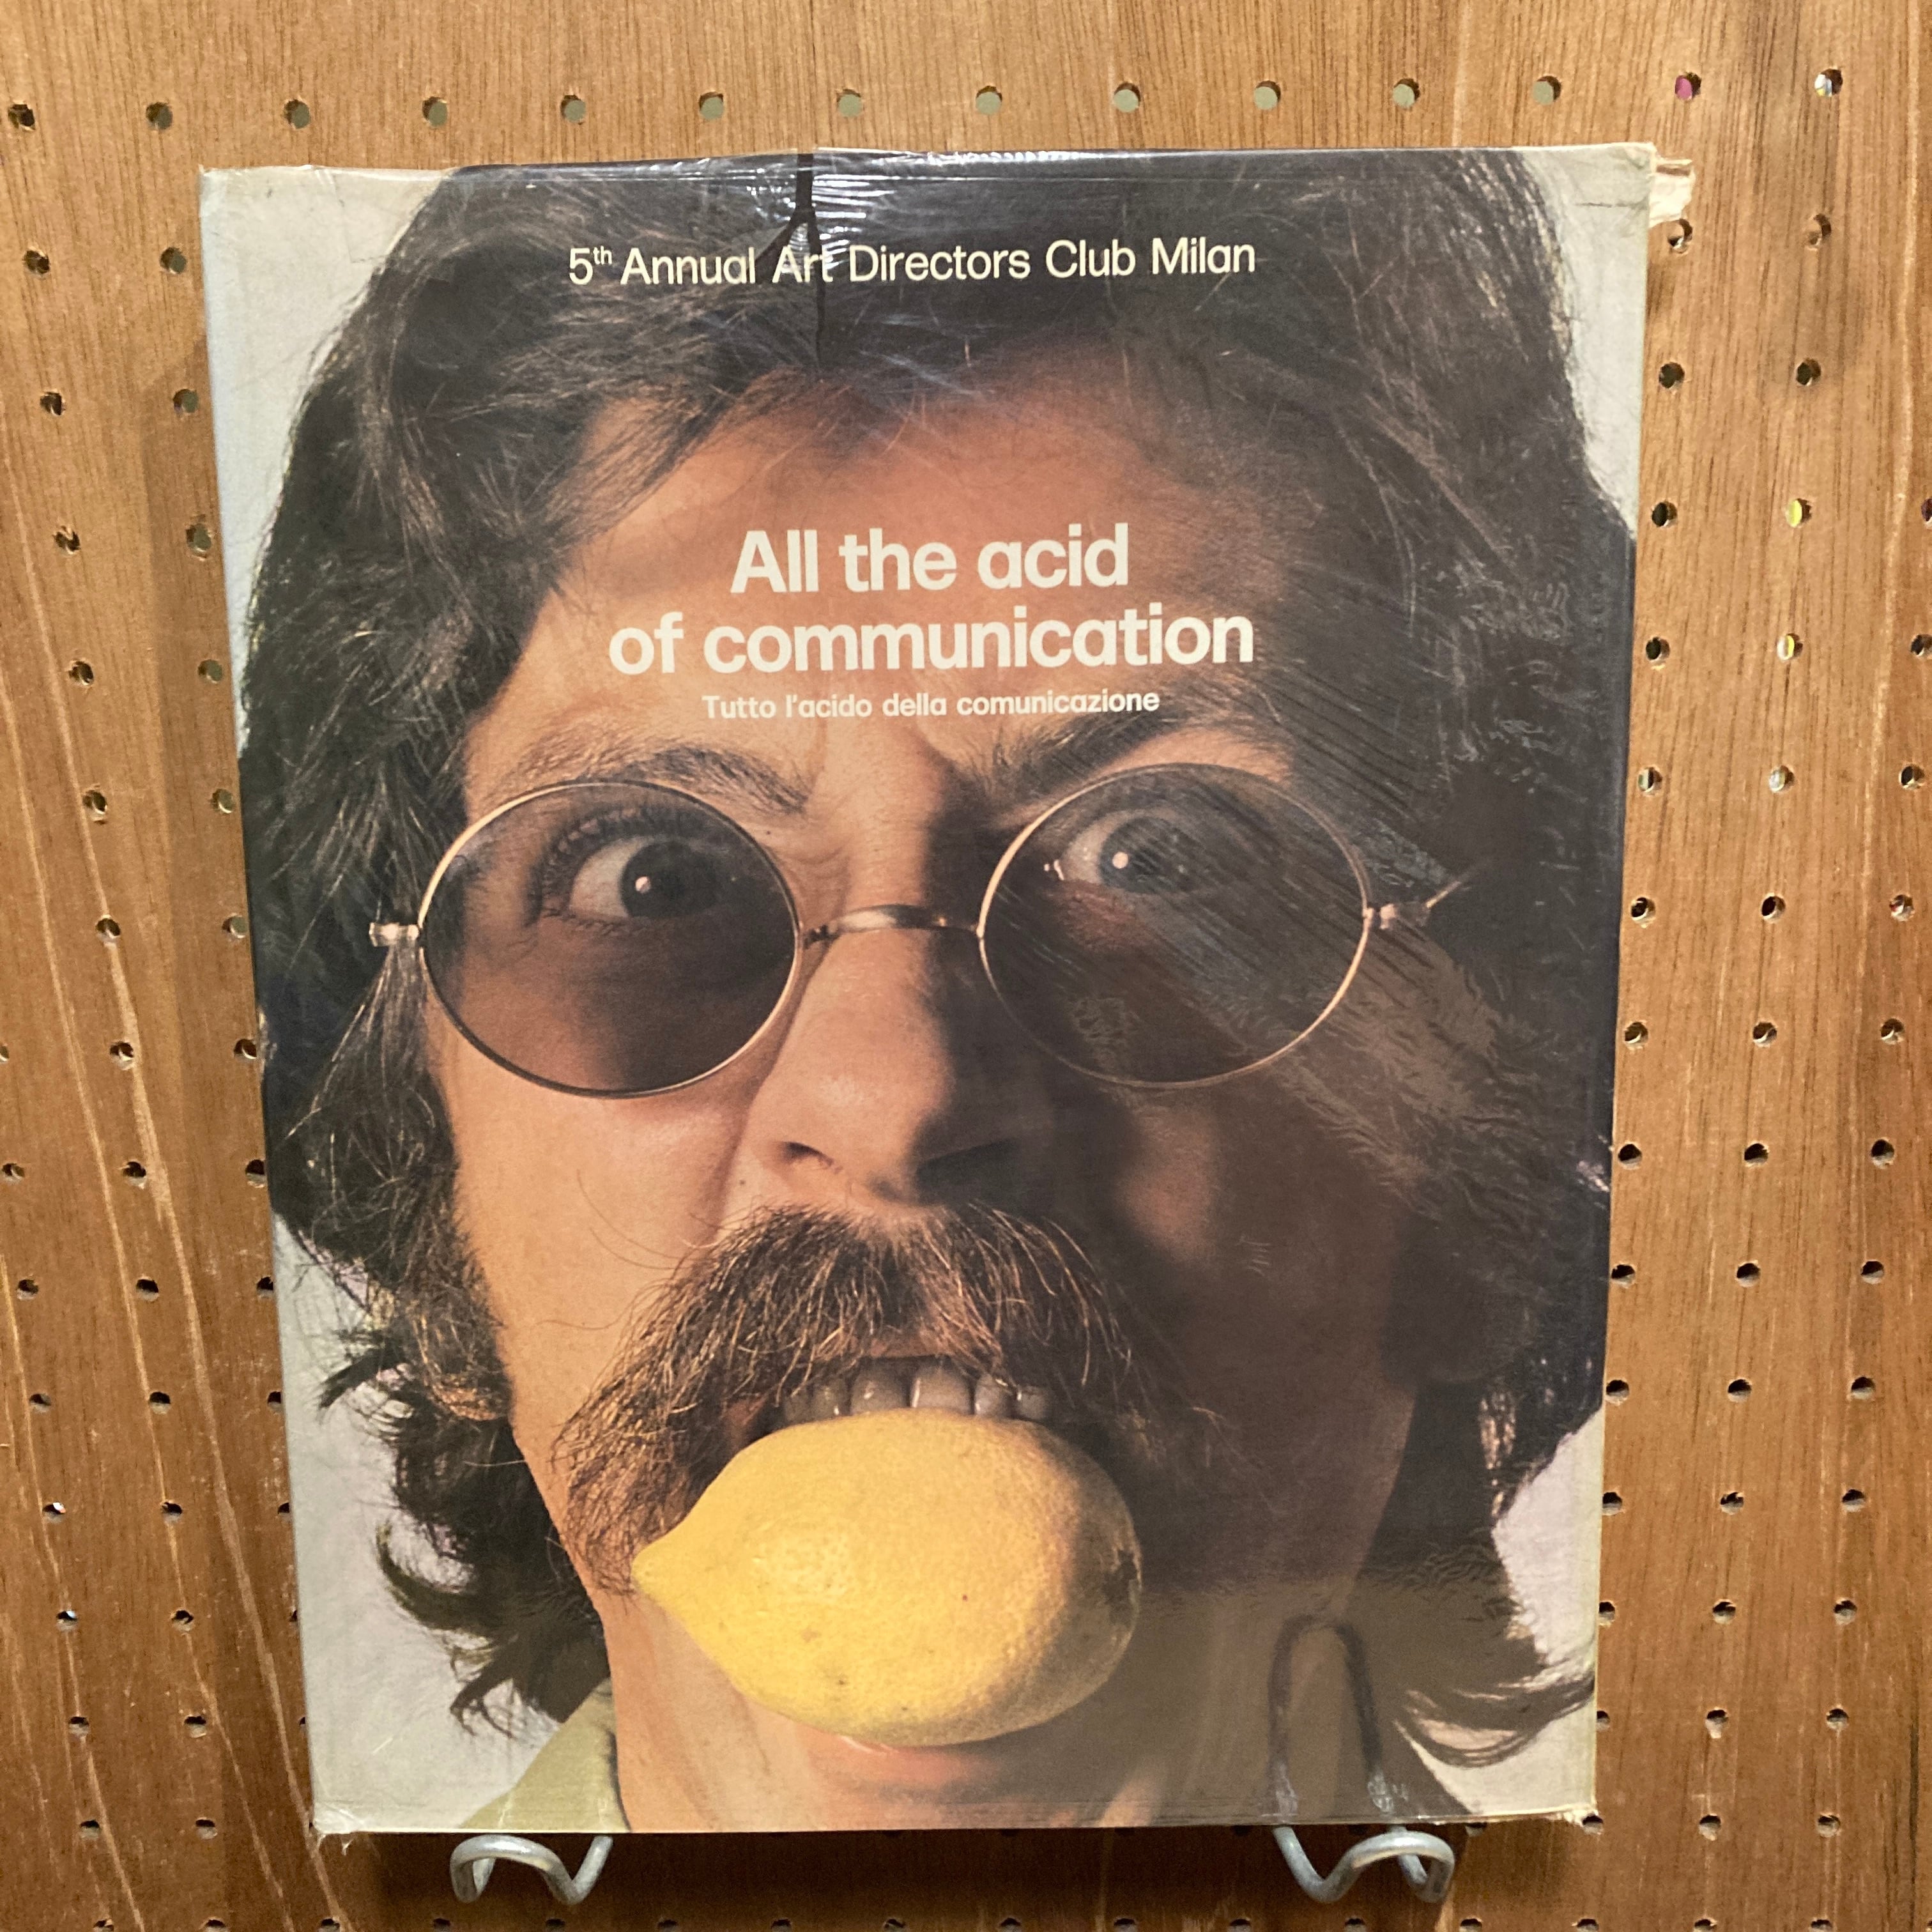 5th Annual Art Directors Club Milan
All the acid
of communication
Tutto l'acido della comunicazione